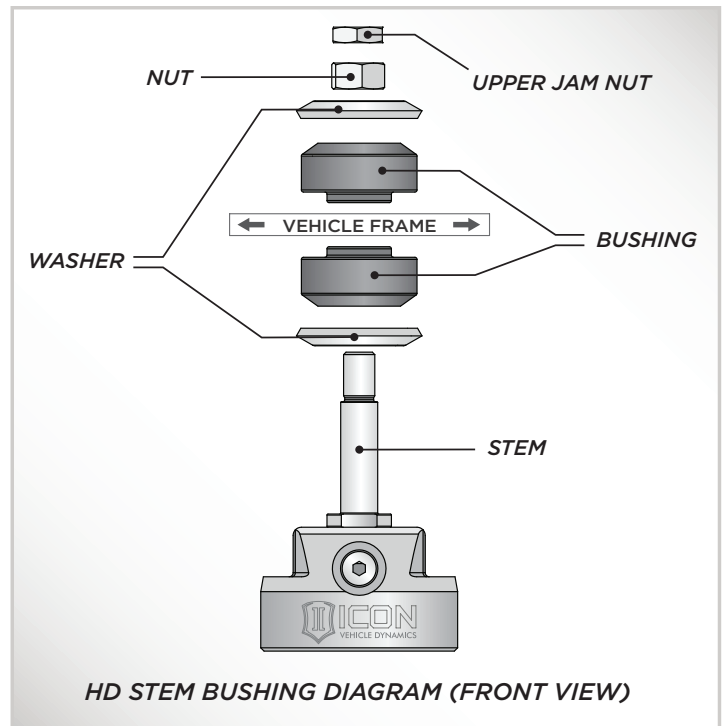 NUT
UPPER JAM NUT
VEHICLE FRAME
WASHER
BUSHING
STEM
ICON
VEHICLE DYNAMICS
HD STEM BUSHING DIAGRAM (FRONT VIEW)